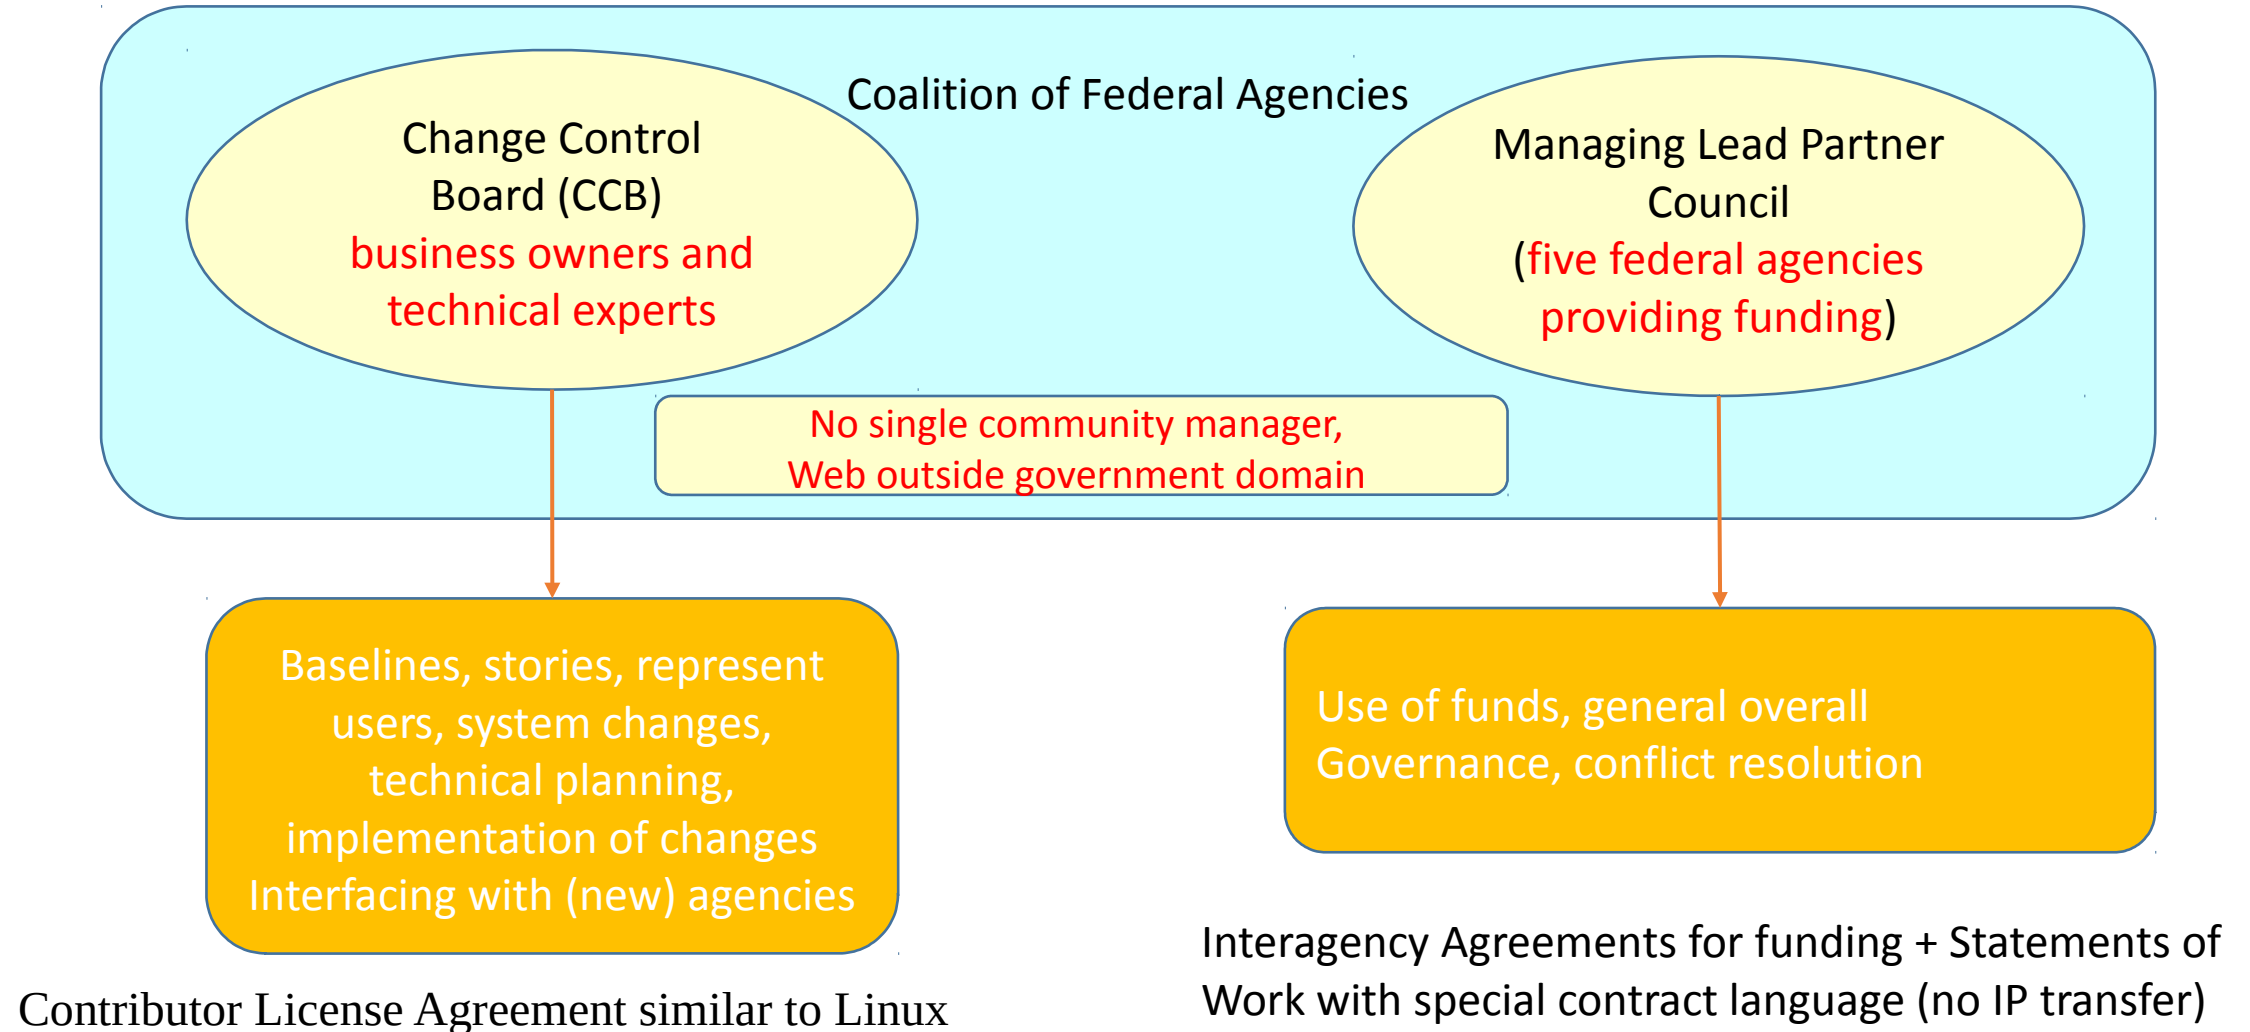 Coalition of Federal Agencies
Change Control
Board (CCB)
business owners and
technical experts
Managing Lead Partner
Council
(five federal agencies
providing funding)
No single community manager,
Web outside government domain
Baselines, stories, represent
users, system changes,
technical planning,
implementation of changes
Interfacing with (new) agencies
Use of funds, general overall
Governance, conflict resolution
Interagency Agreements for funding + Statements of
Work with special contract language (no IP transfer)
Contributor License Agreement similar to Linux